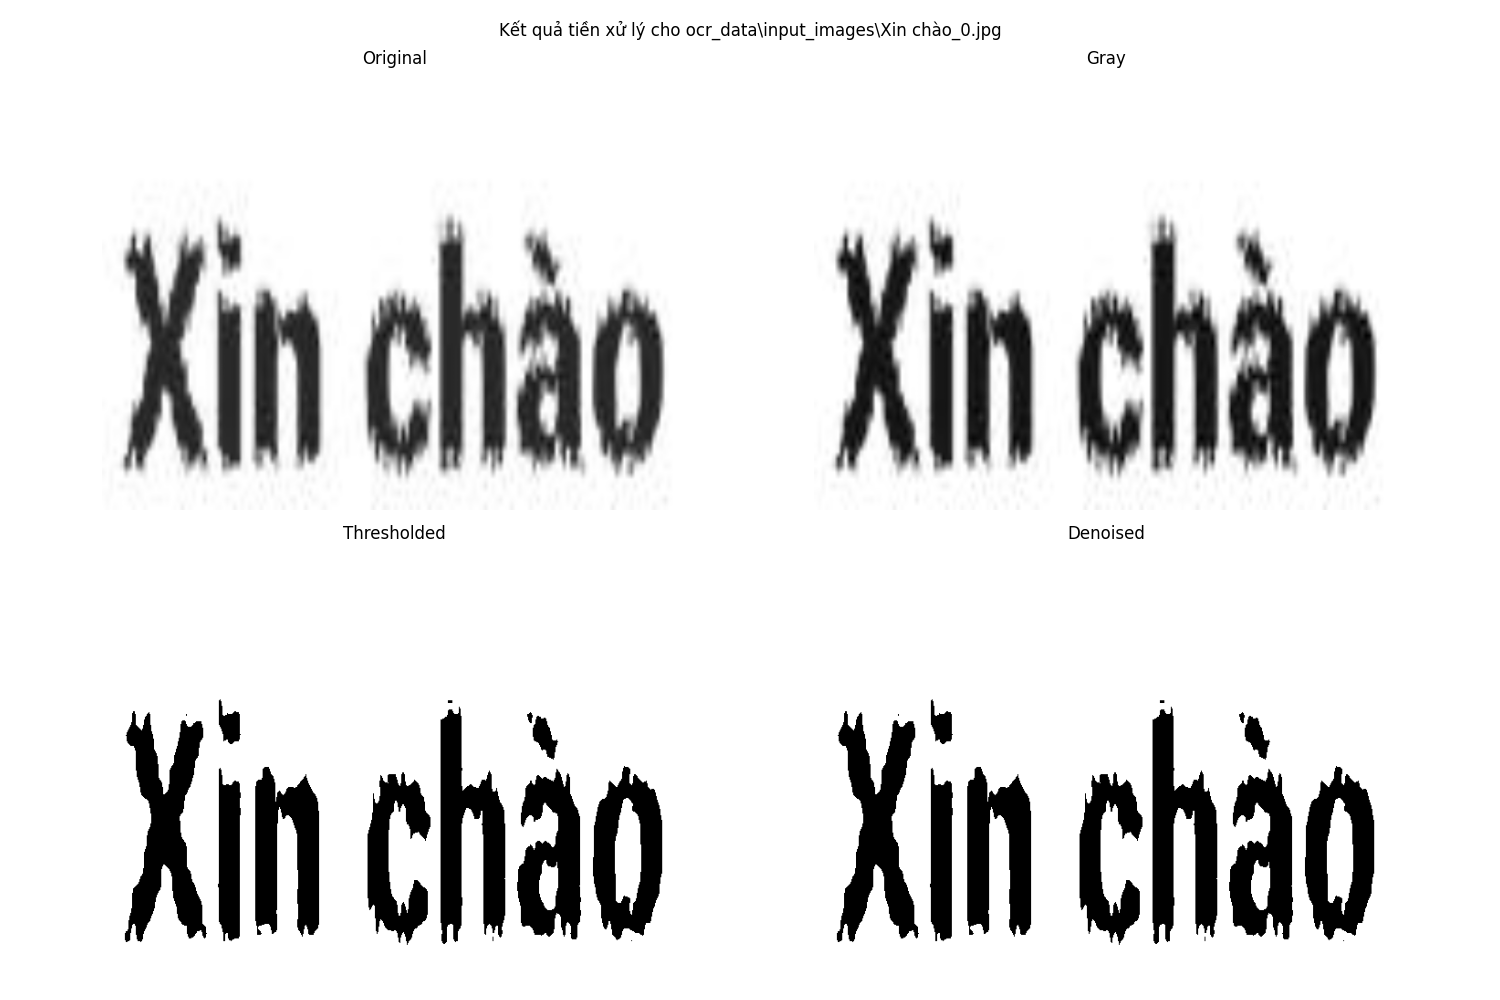 Kết quả tiền xử lý cho ocr_data\input_images\Xin chào_0.jpg
Original
Gray
Xin chào
Xin chào
Thresholded
Denoised
Xin chào
Xin chào